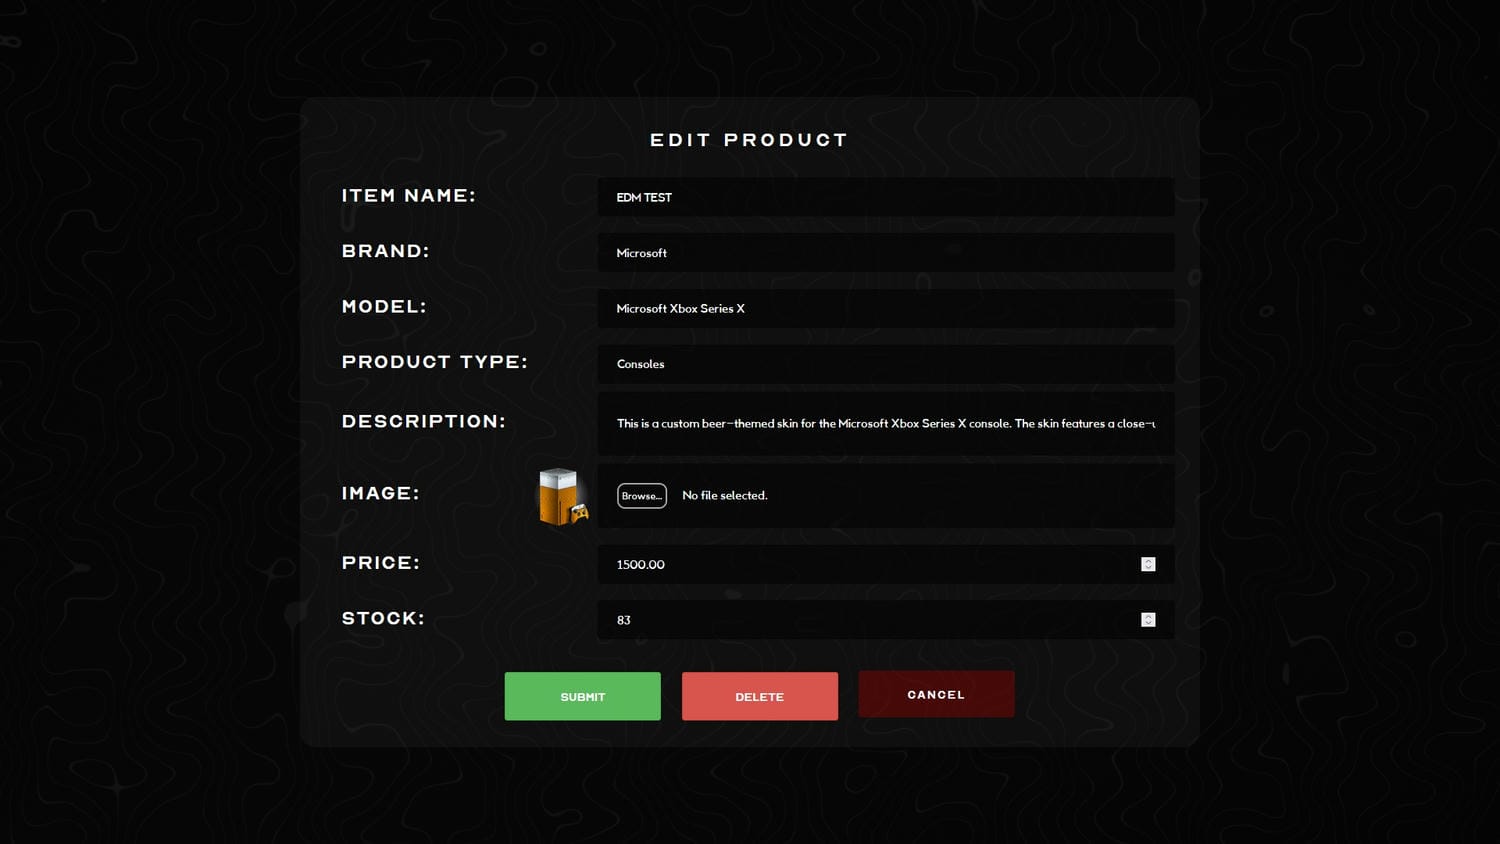 EDIT PRODUCT
ITEM NAME: EDM TEST
BRAND: Microsoft
MODEL: Microsoft Xbox Series X
PRODUCT TYPE: Consoles
DESCRIPTION: This is a custom beer-themed skin for the Microsoft Xbox Series X console. The skin features a close-u
IMAGE: Browse... No file selected.
PRICE: 1500.00
STOCK: 83
SUBMIT DELETE CANCEL